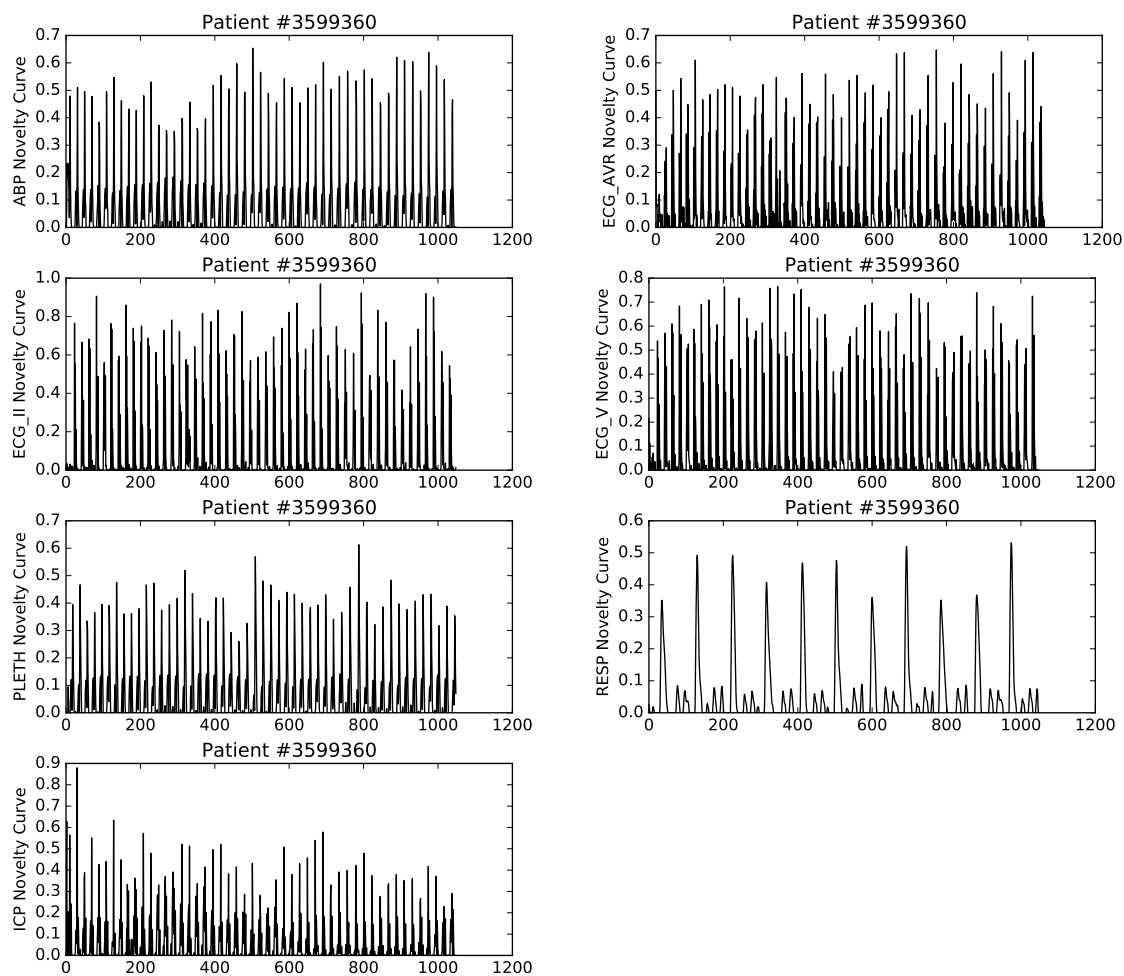 Patient #3599360
ABP Novelty Curve
0.7
0.6
0.5
0.4
0.3
0.2
0.1
0.0
0 200 400 600 800 1000 1200
Patient #3599360
ECG_AVR Novelty Curve
0.7
0.6
0.5
0.4
0.3
0.2
0.1
0.0
0 200 400 600 800 1000 1200
Patient #3599360
ECG_II Novelty Curve
1.0
0.8
0.6
0.4
0.2
0.0
0 200 400 600 800 1000 1200
Patient #3599360
ECG_V Novelty Curve
0.8
0.7
0.6
0.5
0.4
0.3
0.2
0.1
0.0
0 200 400 600 800 1000 1200
Patient #3599360
PLETH Novelty Curve
0.7
0.6
0.5
0.4
0.3
0.2
0.1
0.0
0 200 400 600 800 1000 1200
Patient #3599360
RESP Novelty Curve
0.6
0.5
0.4
0.3
0.2
0.1
0.0
0 200 400 600 800 1000 1200
Patient #3599360
ICP Novelty Curve
0.9
0.8
0.7
0.6
0.5
0.4
0.3
0.2
0.1
0.0
0 200 400 600 800 1000 1200